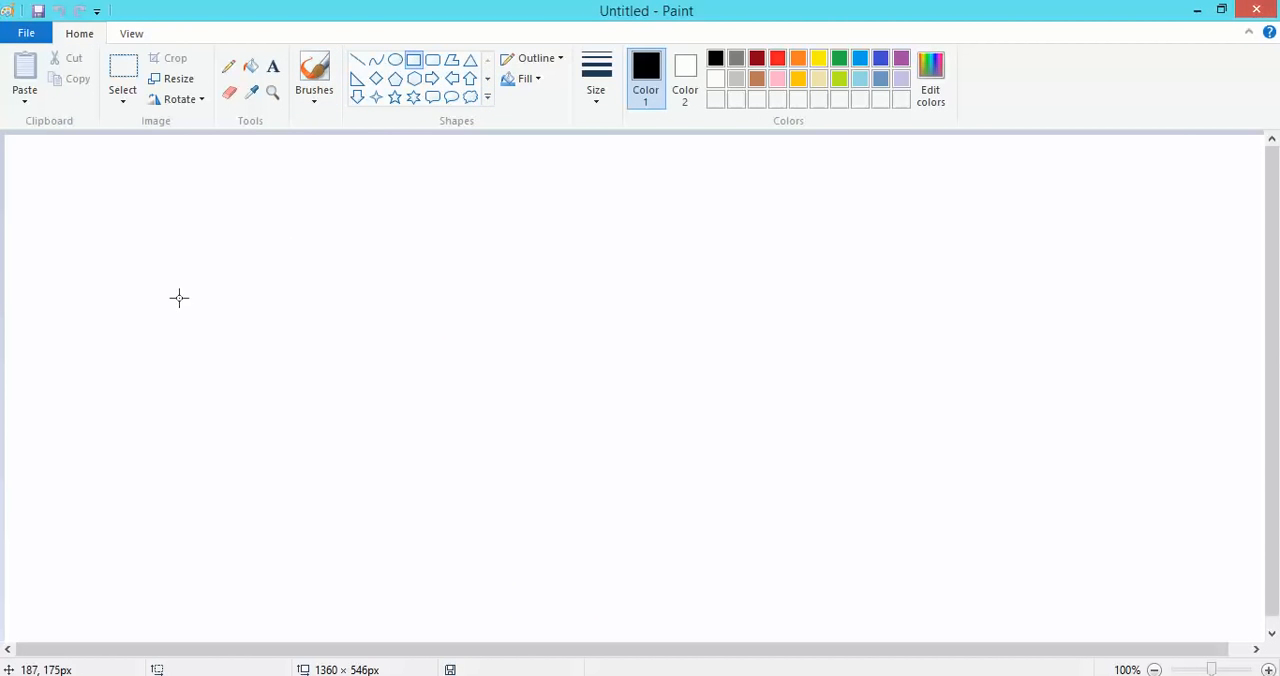 Untitled - Paint
File Home View
Paste
Cut
Copy
Clipboard
Select
Crop
Resize
Rotate
Image
A
Tools
Brushes
Outline
Fill
Shapes
Size
Color 1
Color 2
Edit colors
Colors
187, 175px
1360 × 546px
100%